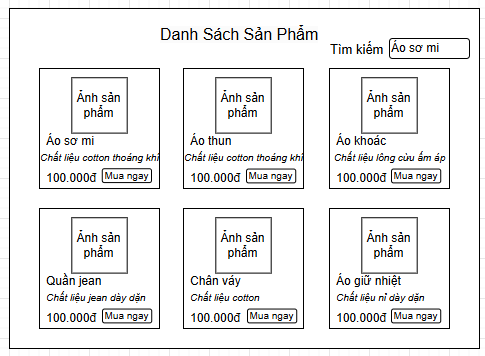 Danh Sách Sản Phẩm
Tìm kiếm Áo sơ mi
Ảnh sản
phẩm
Áo sơ mi
Chất liệu cotton thoáng khí
100.000đ Mua ngay
Ảnh sản
phẩm
Áo thun
Chất liệu cotton thoáng khí
100.000đ Mua ngay
Ảnh sản
phẩm
Áo khoác
Chất liệu lông cừu ấm áp
100.000đ Mua ngay
Ảnh sản
phẩm
Quần jean
Chất liệu jean dày dặn
100.000đ Mua ngay
Ảnh sản
phẩm
Chân váy
Chất liệu cotton
100.000đ Mua ngay
Ảnh sản
phẩm
Áo giữ nhiệt
Chất liệu nỉ dày dặn
100.000đ Mua ngay